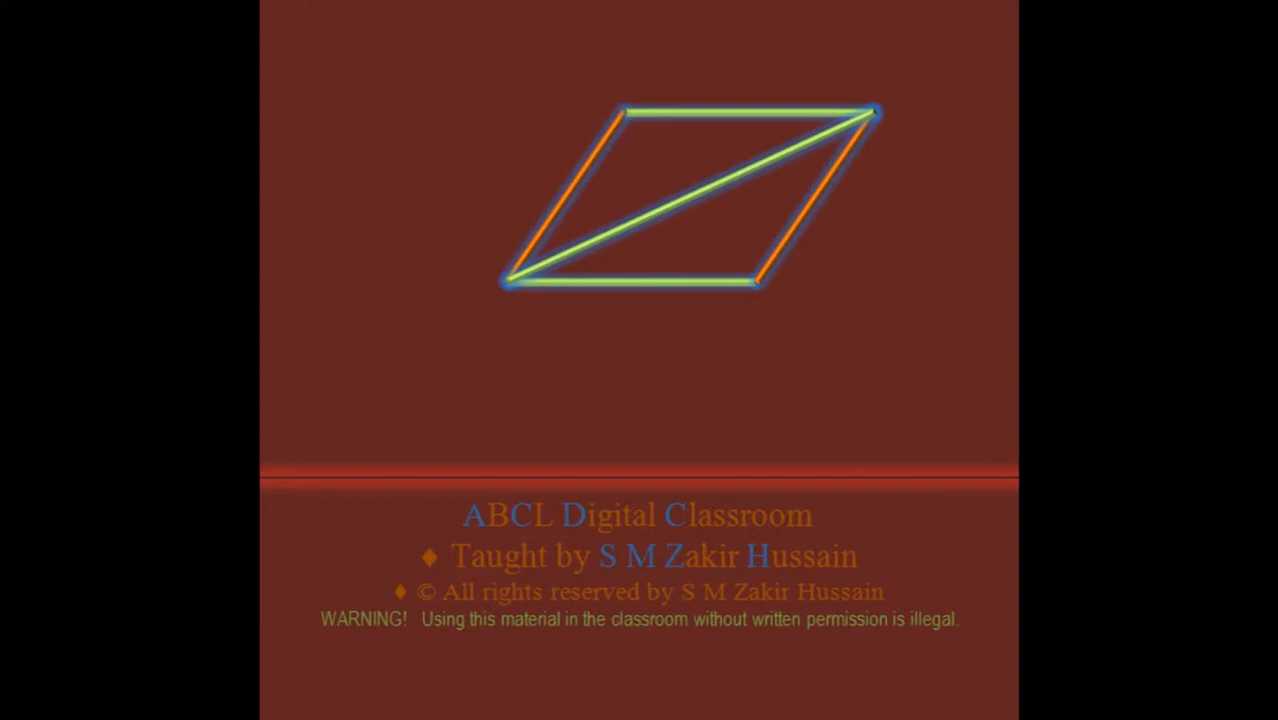 ABCL Digital Classroom
♦ Taught by S M Zakir Hussain
♦ © All rights reserved by S M Zakir Hussain
WARNING! Using this material in the classroom without written permission is illegal.